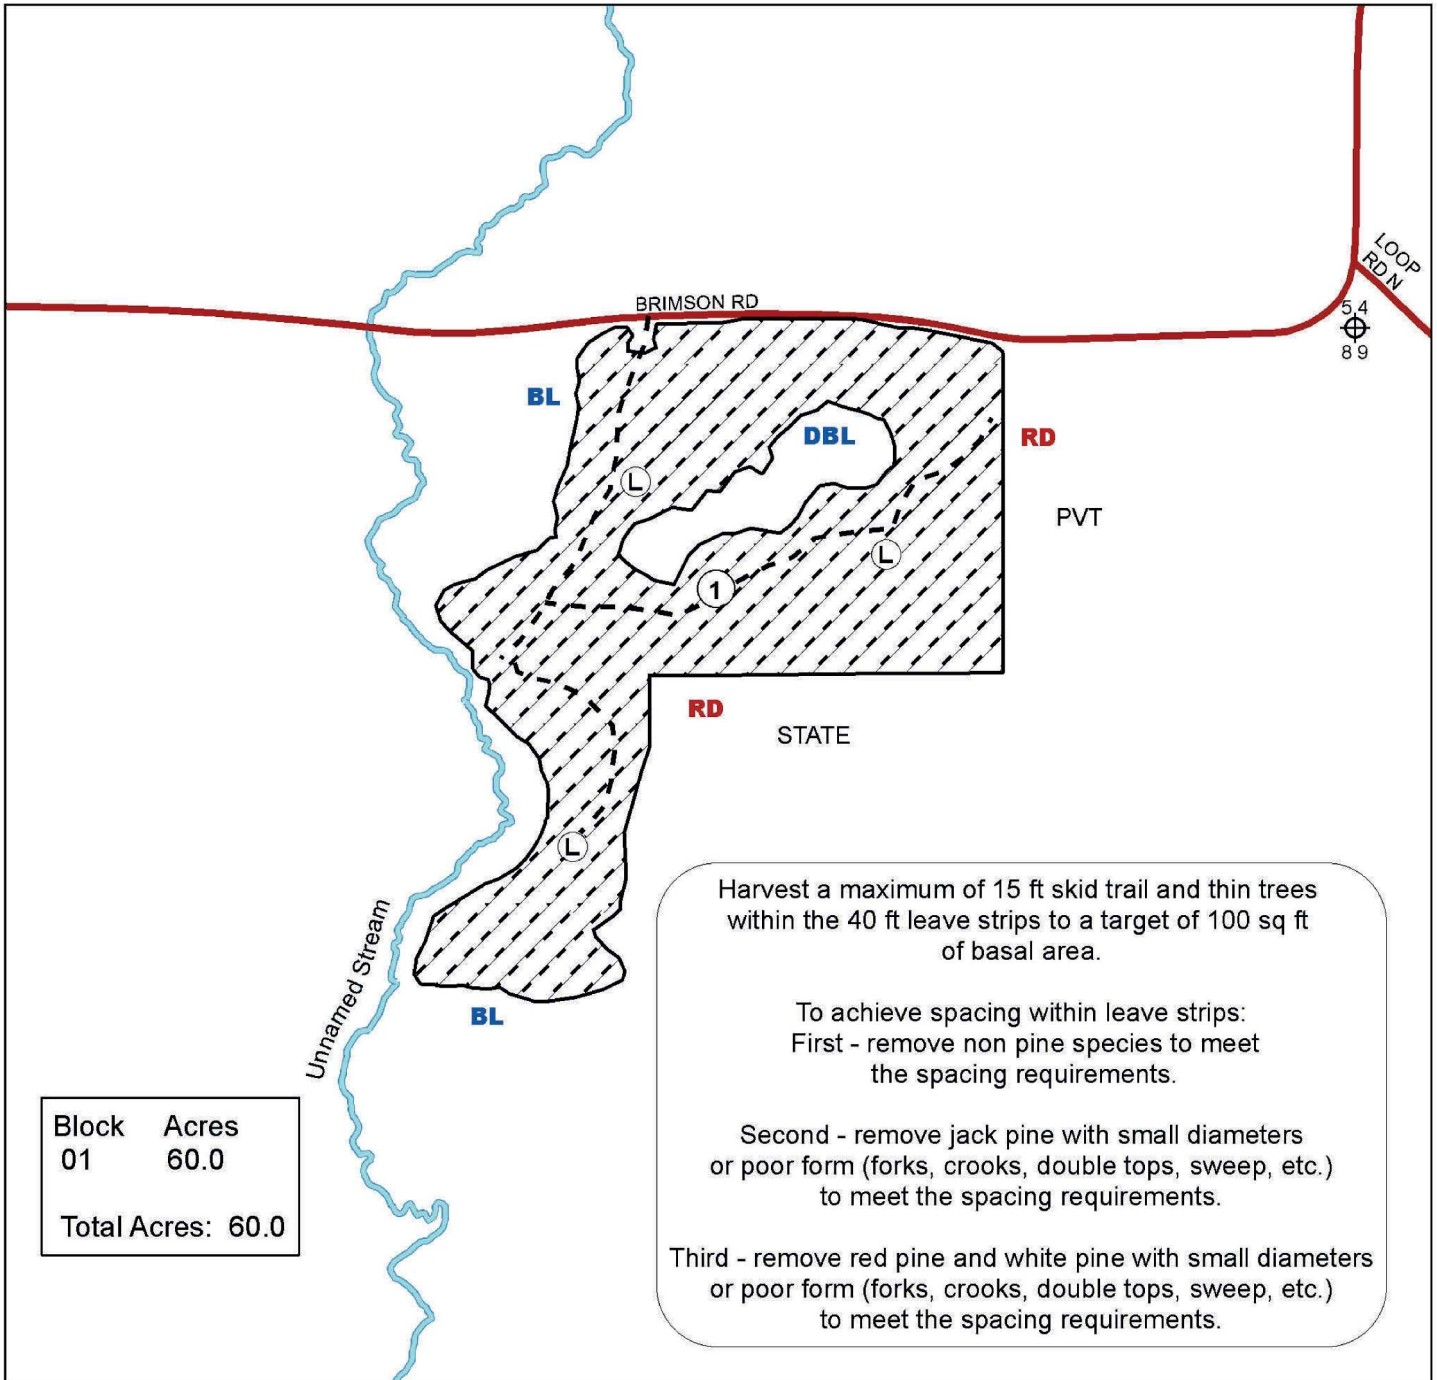 LOOP
RD N
BRIMSON RD
5 4
8 9
BL
DBL
RD
L
PVT
L
1
RD
STATE
L
Harvest a maximum of 15 ft skid trail and thin trees
within the 40 ft leave strips to a target of 100 sq ft
of basal area.
Unnamed Stream
To achieve spacing within leave strips:
First - remove non pine species to meet
the spacing requirements.
BL
Second - remove jack pine with small diameters
or poor form (forks, crooks, double tops, sweep, etc.)
to meet the spacing requirements.
Third - remove red pine and white pine with small diameters
or poor form (forks, crooks, double tops, sweep, etc.)
to meet the spacing requirements.
Block Acres
01 60.0
Total Acres: 60.0